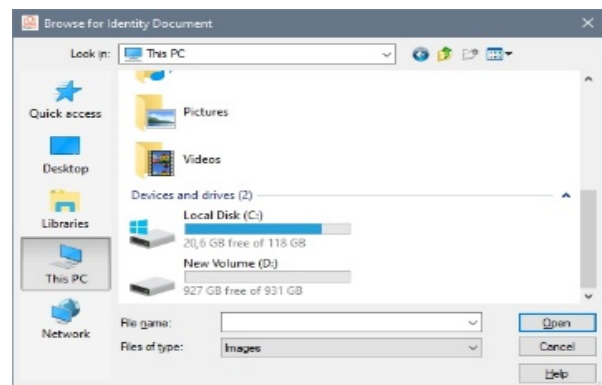 Browse for Identity Document
Look in: This PC
Quick access
Desktop
Libraries
This PC
Network
Pictures
Videos
Devices and drives (2)
Local Disk (C:)
20,6 GB free of 118 GB
New Volume (D:)
927 GB free of 931 GB
File name:
Open
Files of type: Images
Cancel
Help